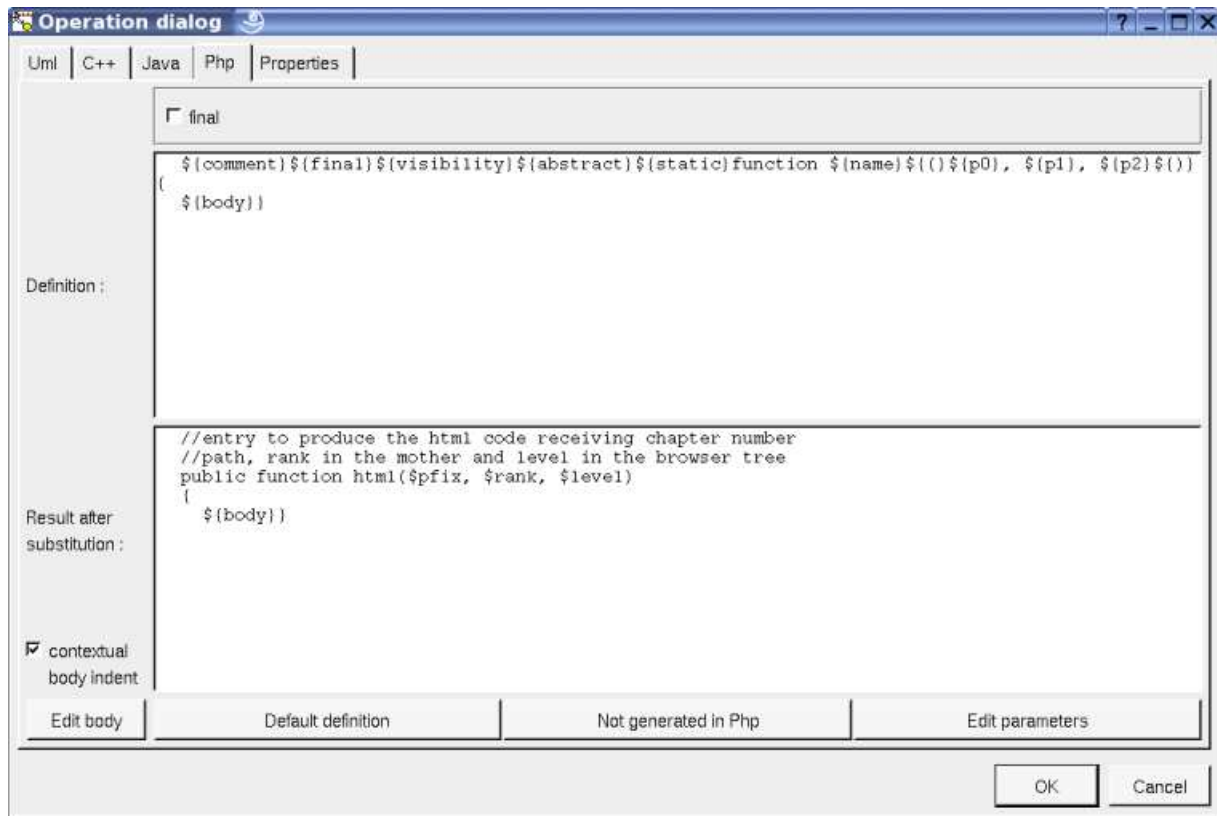 Operation dialog
Uml C++ Java Php Properties
final
Definition :
${comment}${final}${visibility}${abstract}${static}function ${name}${(}${p0}, ${p1}, ${p2}${)}
{
${body}}
Result after
substitution :
//entry to produce the html code receiving chapter number
//path, rank in the mother and level in the browser tree
public function html($pfix, $rank, $level)
{
${body}}
contextual
body indent
Edit body Default definition Not generated in Php Edit parameters
OK Cancel